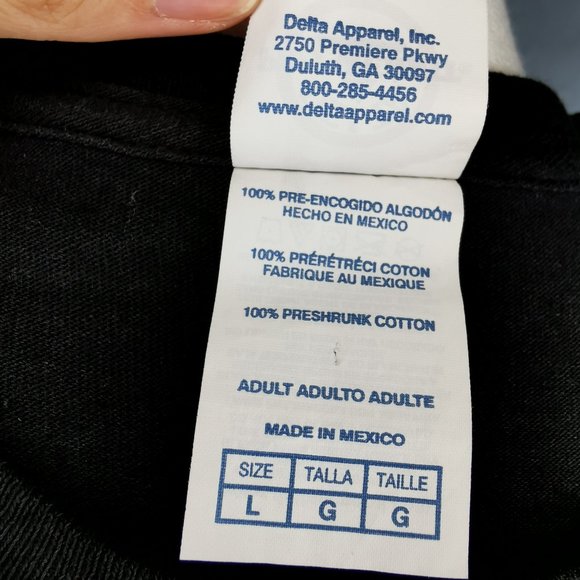 Delta Apparel, Inc.
2750 Premiere Pkwy
Duluth, GA 30097
800-285-4456
www.deltaapparel.com
100% PRE-ENCOGIDO ALGODÓN
HECHO EN MEXICO
100% PRÉRÉTRÉCI COTON
FABRIQUE AU MEXIQUE
100% PRESHRUNK COTTON
ADULT ADULTO ADULTE
MADE IN MEXICO
SIZE TALLA TAILLE
L G G